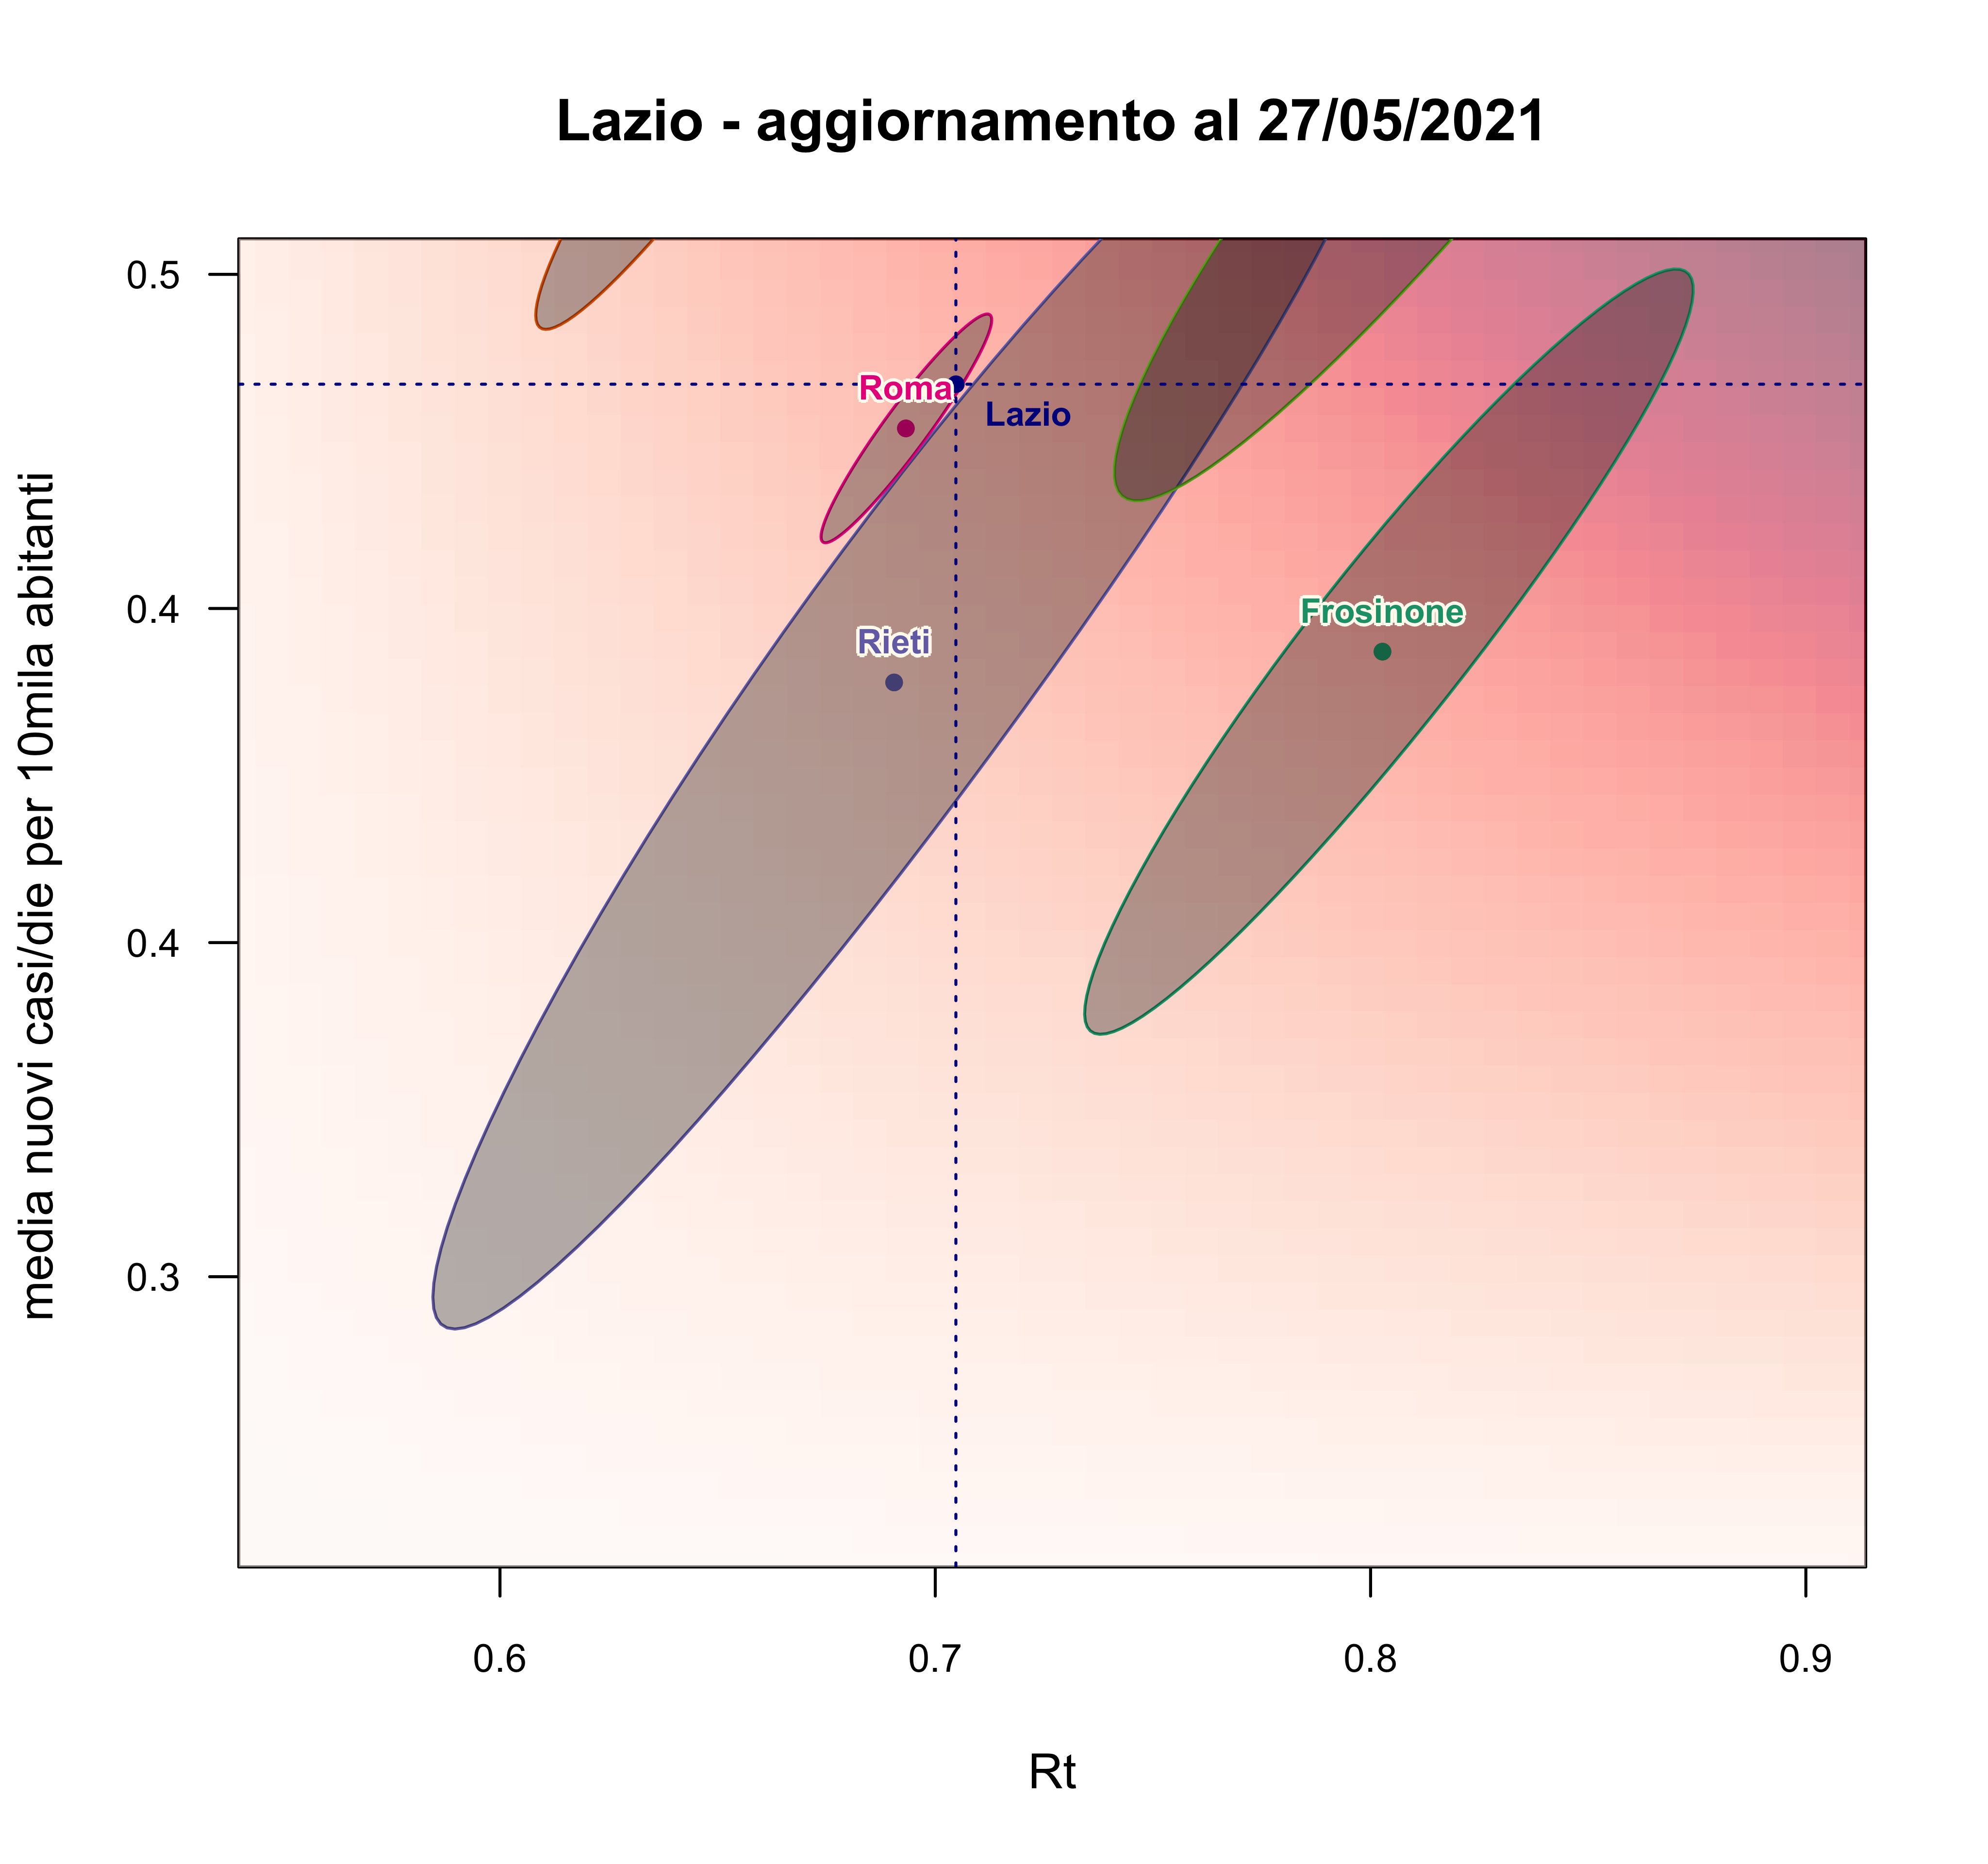 Lazio - aggiornamento al 27/05/2021
media nuovi casi/die per 10mila abitanti
0.5
0.4
0.4
0.3
Roma
Lazio
Frosinone
Rieti
0.6 0.7 0.8 0.9
Rt